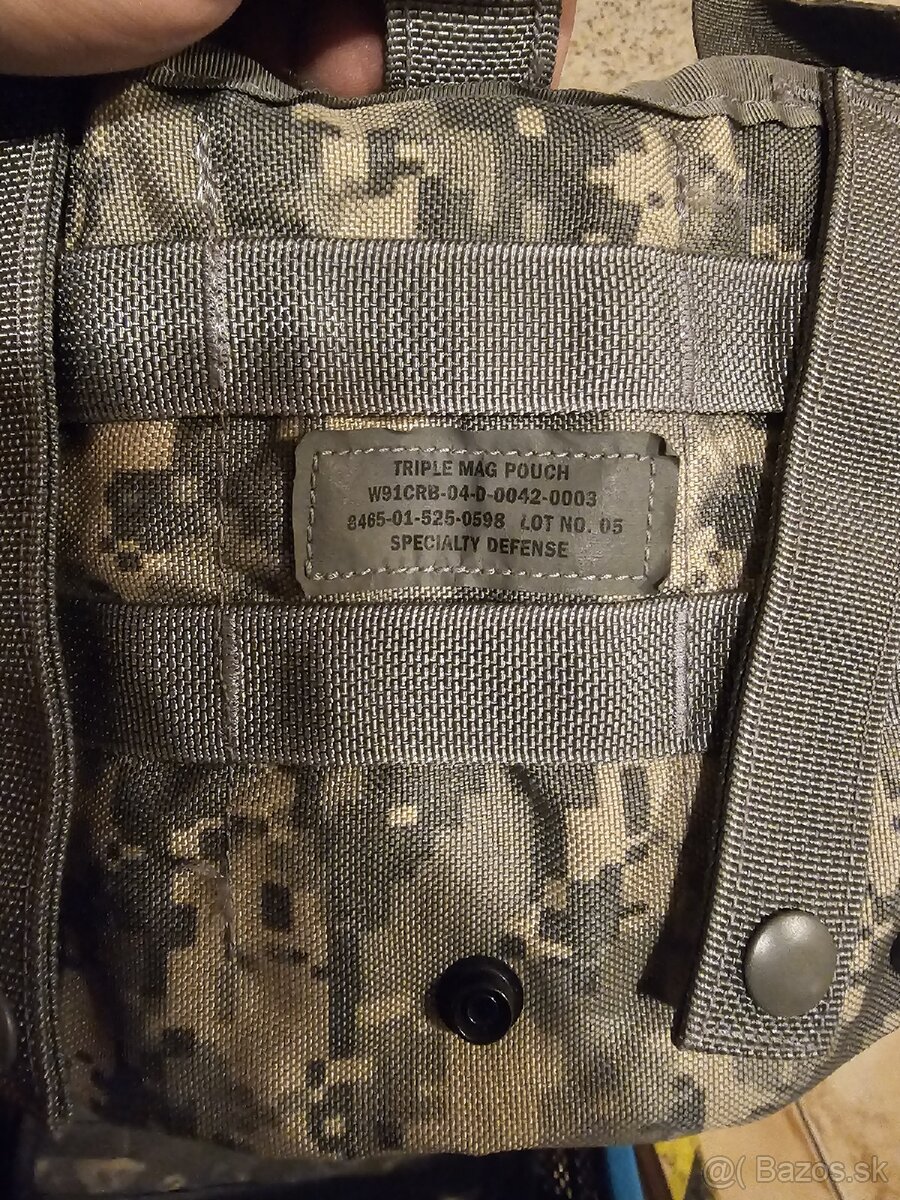 TRIPLE MAG POUCH
W91CRB-04-D-0042-0003
8465-01-525-0598 LOT NO. 05
SPECIALTY DEFENSE
@( Bazos.sk